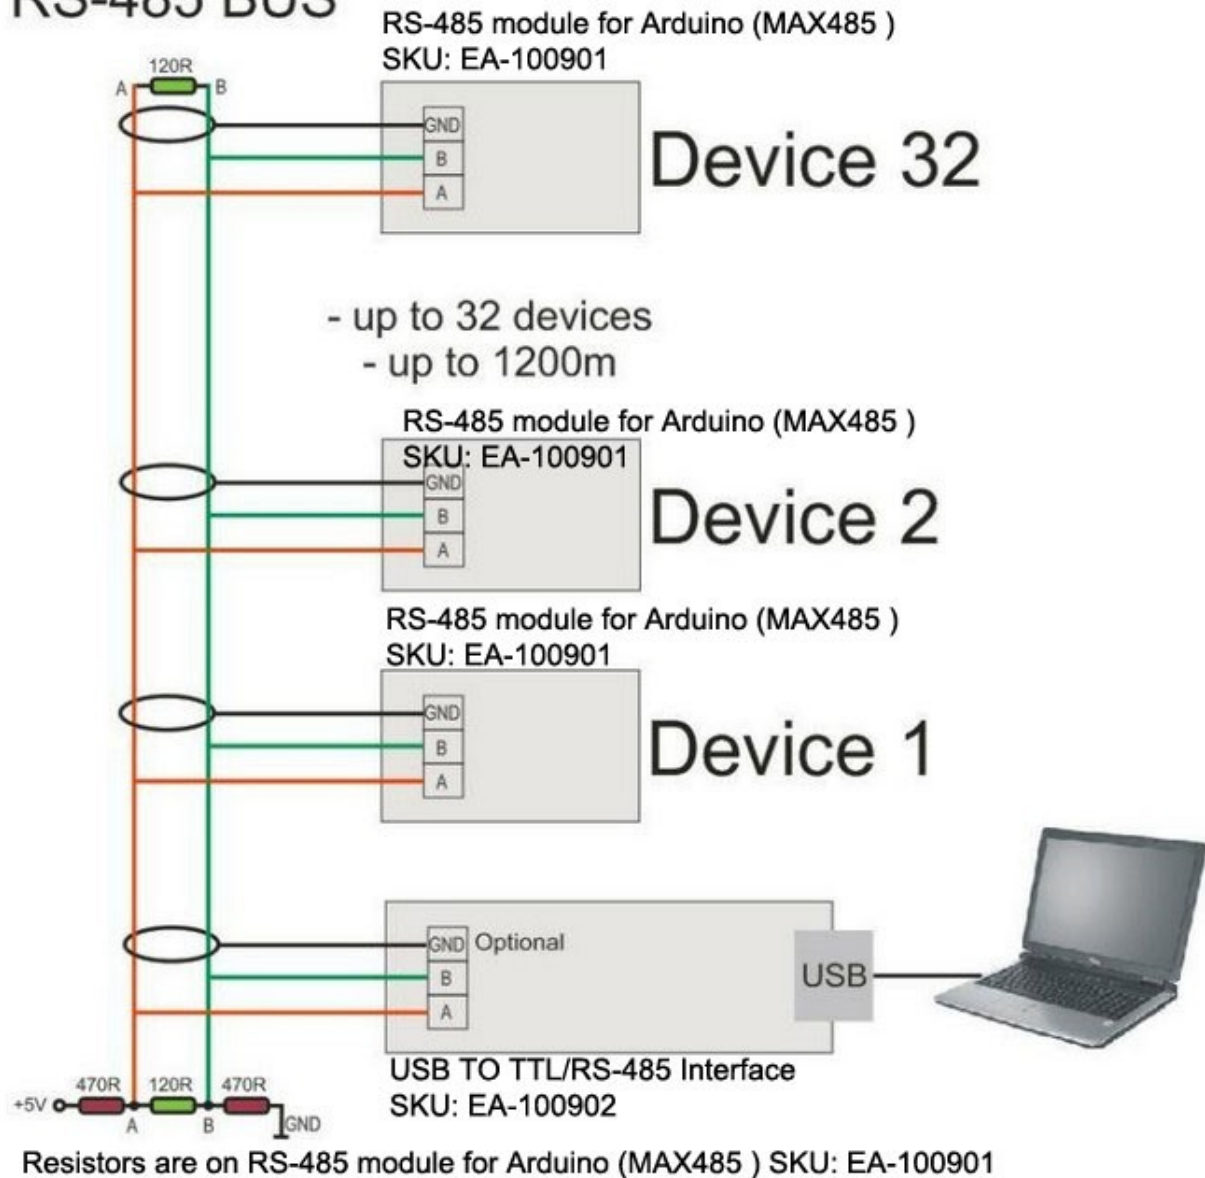 RS-485 BUS
RS-485 module for Arduino (MAX485 )
SKU: EA-100901
120R
A
B
GND
B
A
Device 32
- up to 32 devices
- up to 1200m
RS-485 module for Arduino (MAX485 )
SKU: EA-100901
GND
B
A
Device 2
RS-485 module for Arduino (MAX485 )
SKU: EA-100901
GND
B
A
Device 1
GND Optional
B
A
USB
USB TO TTL/RS-485 Interface
SKU: EA-100902
470R 120R 470R
+5V
A
B
GND
Resistors are on RS-485 module for Arduino (MAX485 ) SKU: EA-100901